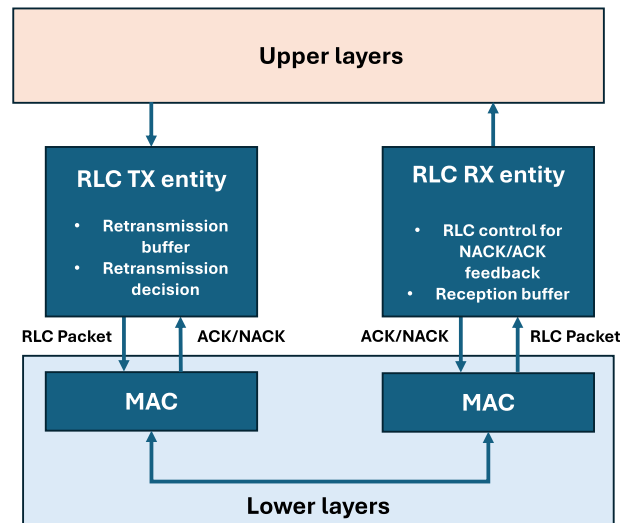 Upper layers
RLC TX entity
• Retransmission
buffer
• Retransmission
decision
RLC RX entity
• RLC control for
NACK/ACK
feedback
• Reception buffer
RLC Packet
ACK/NACK
ACK/NACK
RLC Packet
MAC
MAC
Lower layers